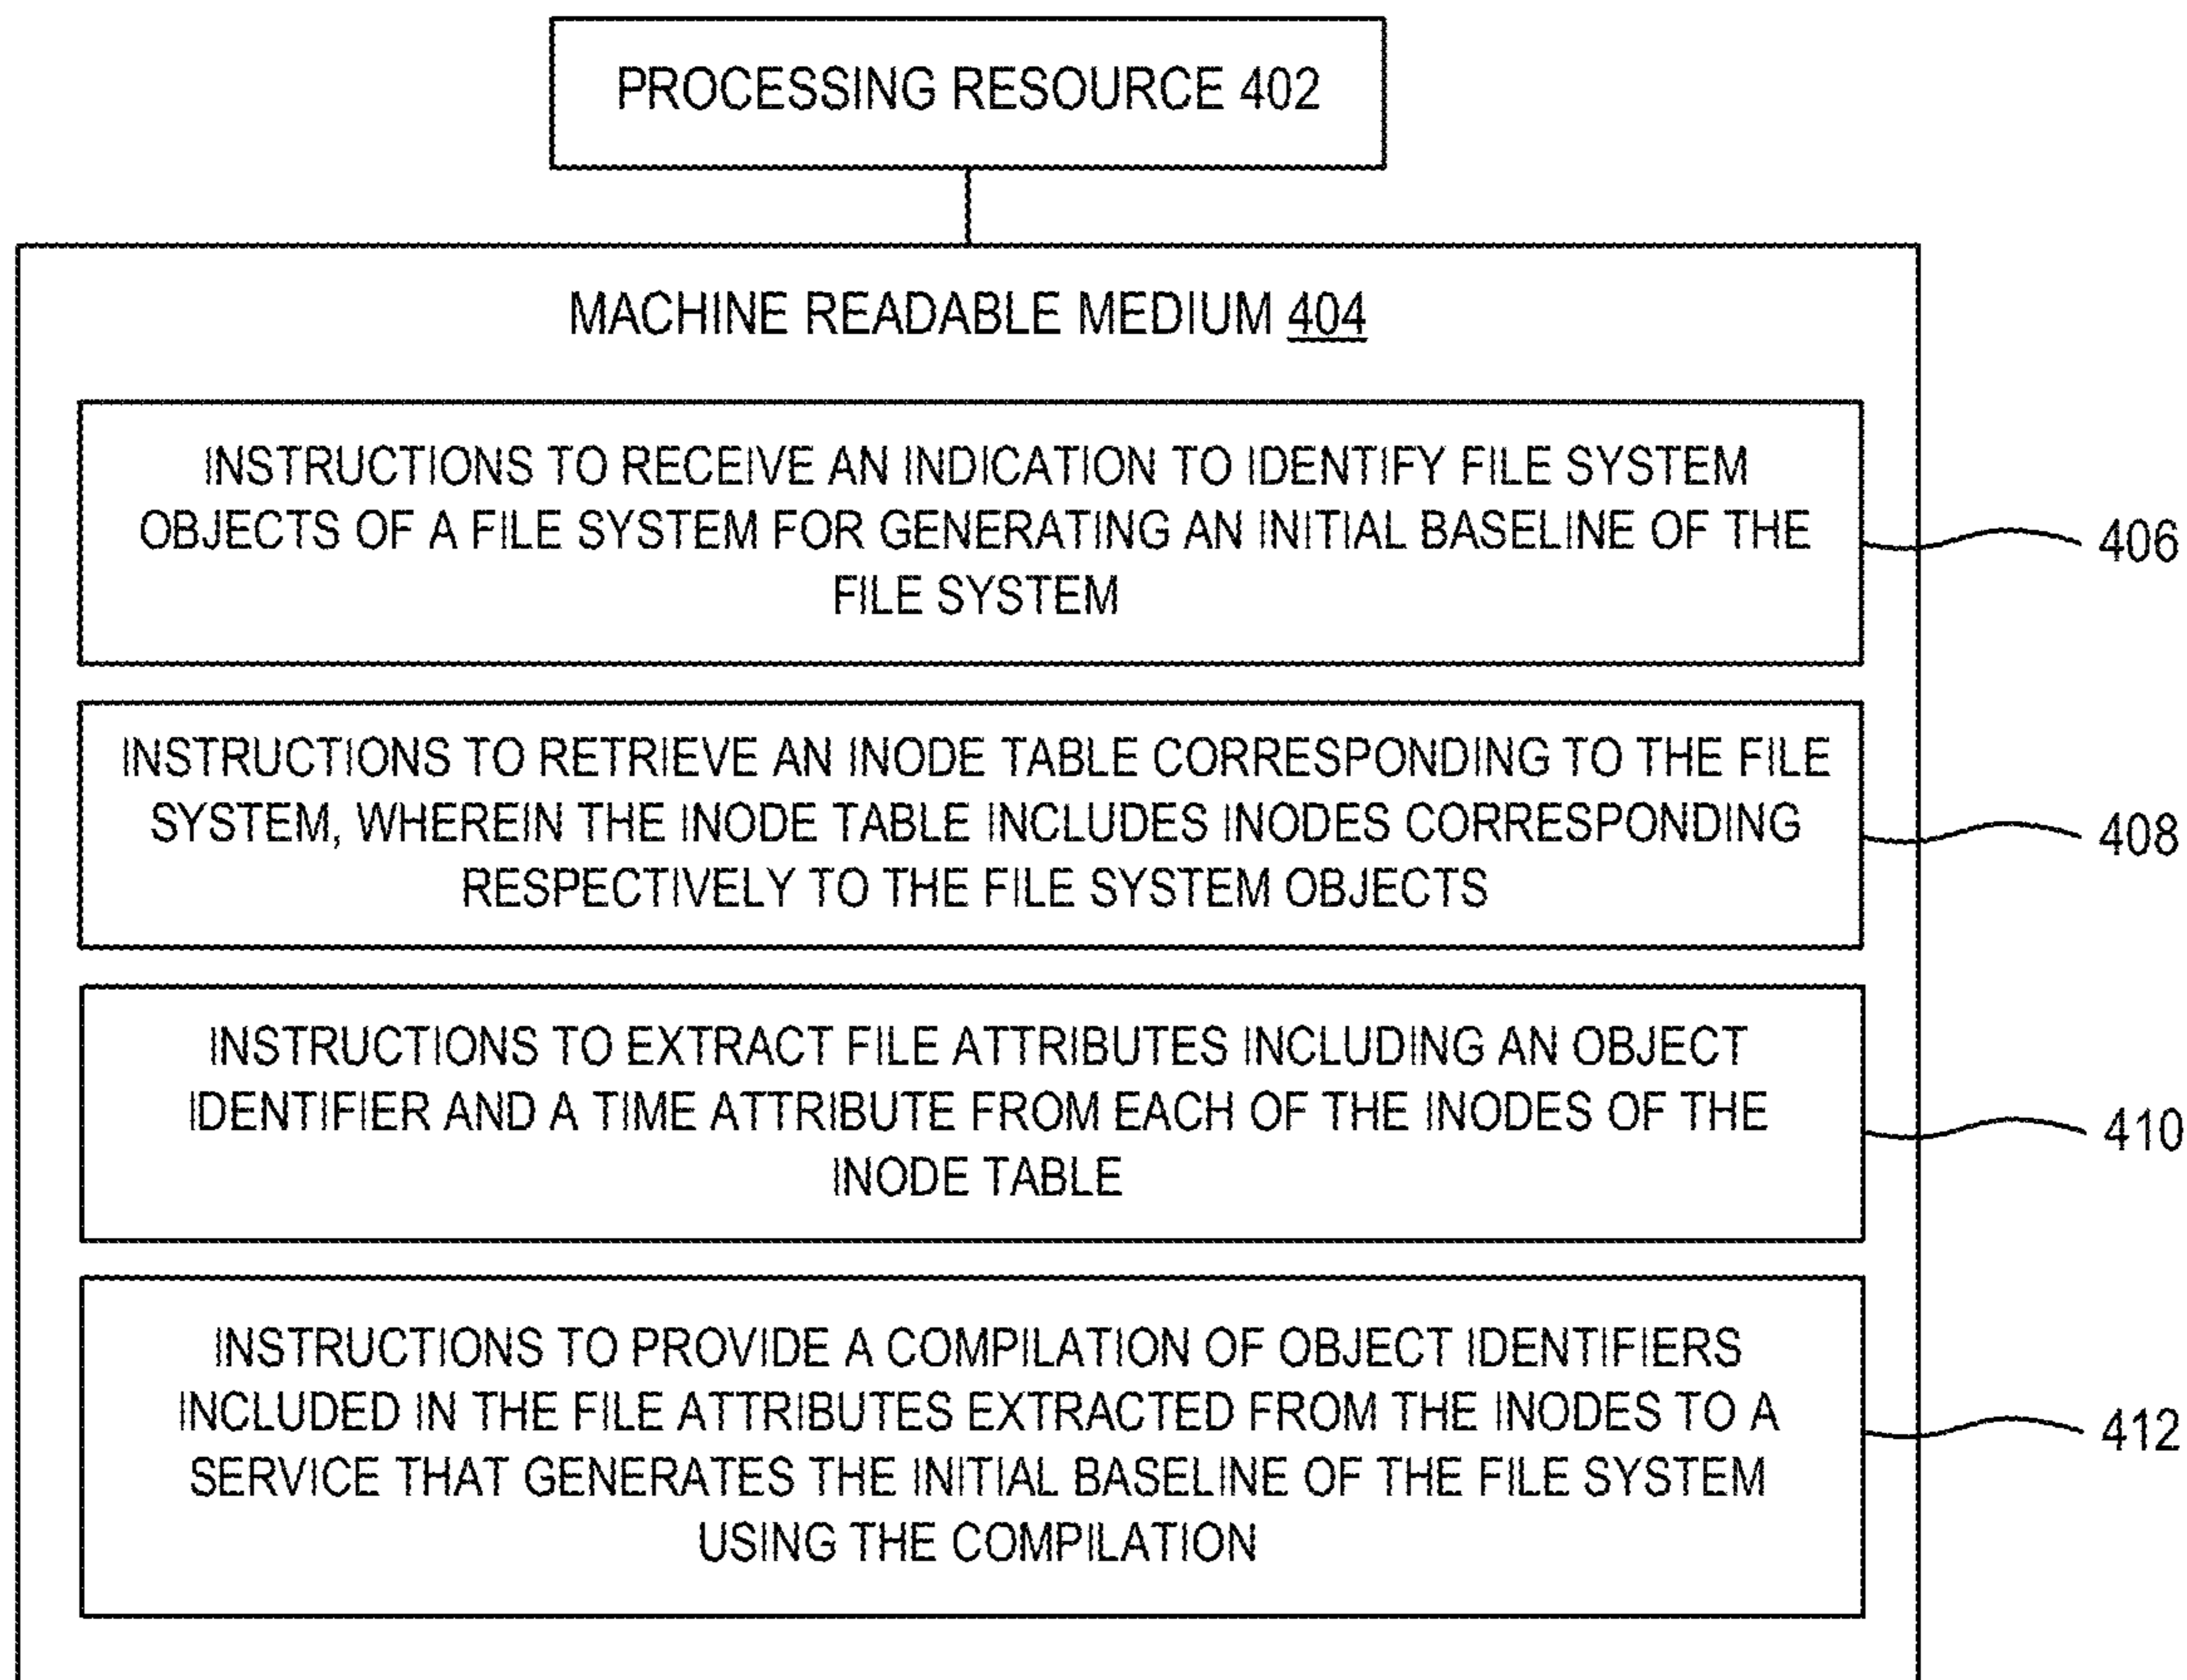 PROCESSING RESOURCE 402
MACHINE READABLE MEDIUM 404
INSTRUCTIONS TO RECEIVE AN INDICATION TO IDENTIFY FILE SYSTEM
OBJECTS OF A FILE SYSTEM FOR GENERATING AN INITIAL BASELINE OF THE
FILE SYSTEM
406
INSTRUCTIONS TO RETRIEVE AN INODE TABLE CORRESPONDING TO THE FILE
SYSTEM, WHEREIN THE INODE TABLE INCLUDES INODES CORRESPONDING
RESPECTIVELY TO THE FILE SYSTEM OBJECTS
408
INSTRUCTIONS TO EXTRACT FILE ATTRIBUTES INCLUDING AN OBJECT
IDENTIFIER AND A TIME ATTRIBUTE FROM EACH OF THE INODES OF THE
INODE TABLE
410
INSTRUCTIONS TO PROVIDE A COMPILATION OF OBJECT IDENTIFIERS
INCLUDED IN THE FILE ATTRIBUTES EXTRACTED FROM THE INODES TO A
SERVICE THAT GENERATES THE INITIAL BASELINE OF THE FILE SYSTEM
USING THE COMPILATION
412